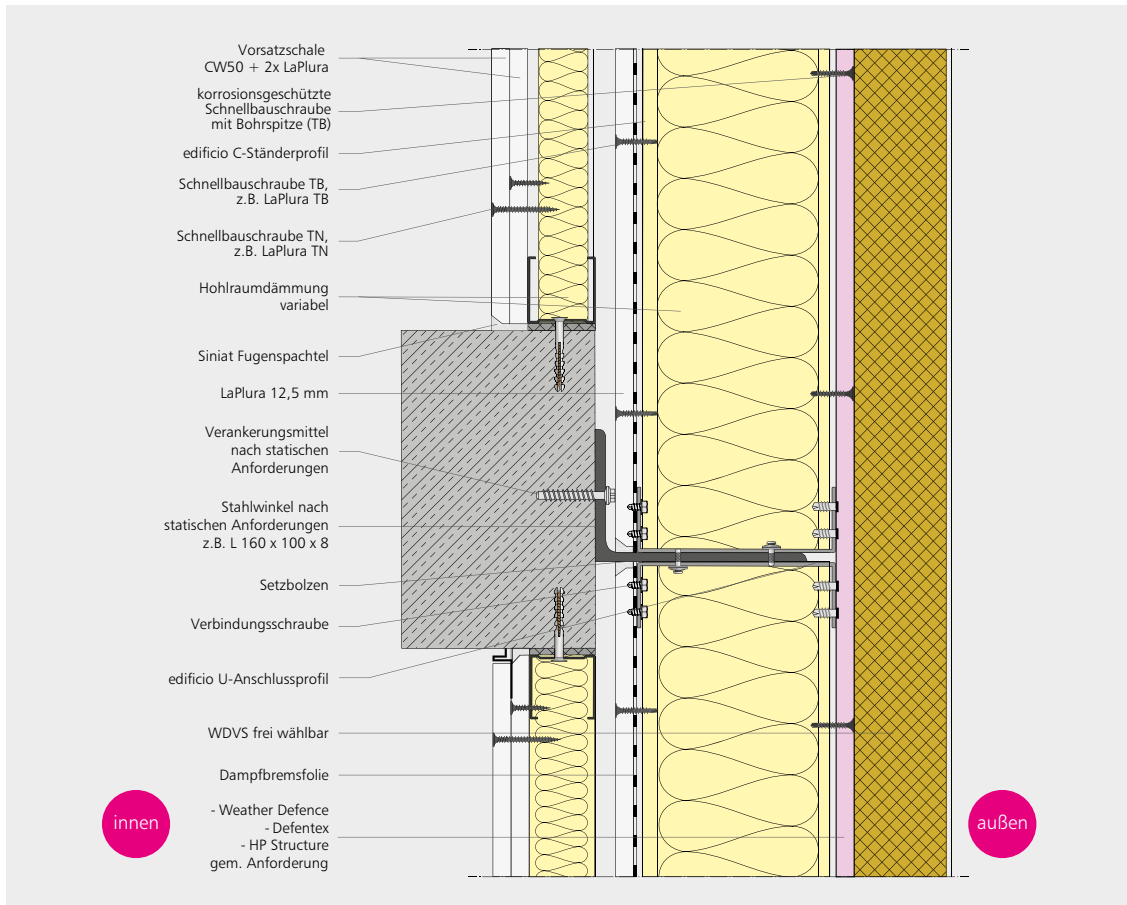 Vorsatzschale
CW50 + 2x LaPlura
korrosionsgeschützte
Schnellbauschraube
mit Bohrspitze (TB)
edificio C-Ständerprofil
Schnellbauschraube TB,
z.B. LaPlura TB
Schnellbauschraube TN,
z.B. LaPlura TN
Hohlraumdämmung
variabel
Siniat Fugenspachtel
LaPlura 12,5 mm
Verankerungsmittel
nach statischen
Anforderungen
Stahlwinkel nach
statischen Anforderungen
z.B. L 160 x 100 x 8
Setzbolzen
Verbindungsschraube
edificio U-Anschlussprofil
WDVS frei wählbar
Dampfbremsfolie
- Weather Defence
- Defentex
- HP Structure
gem. Anforderung
innen
außen